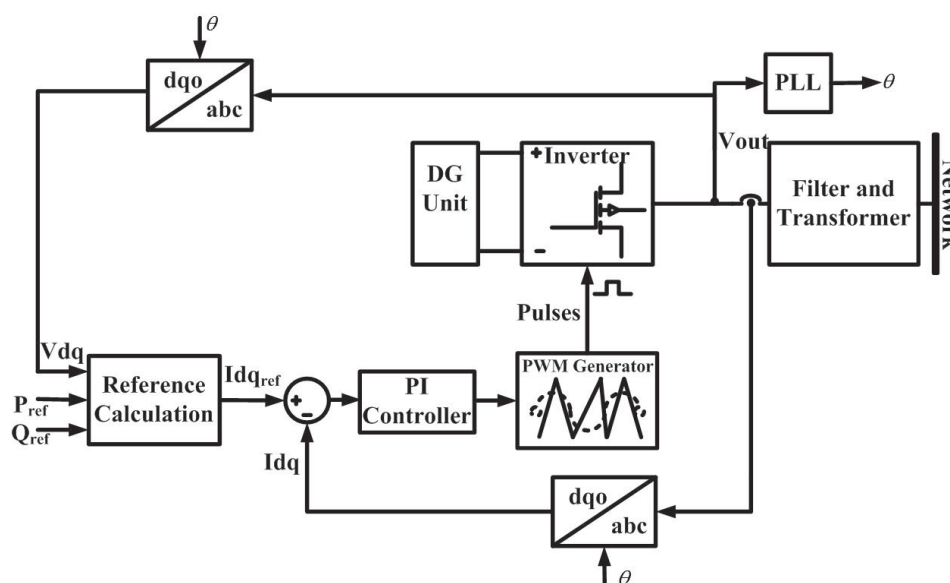 θ
dqo
abc
PLL
θ
Vout
DG
Unit
+
Inverter
-
Filter and
Transformer
Network
Pulses
Vdq
Pref
Qref
Reference
Calculation
Idqref
+
-
PI
Controller
PWM Generator
Idq
dqo
abc
θ